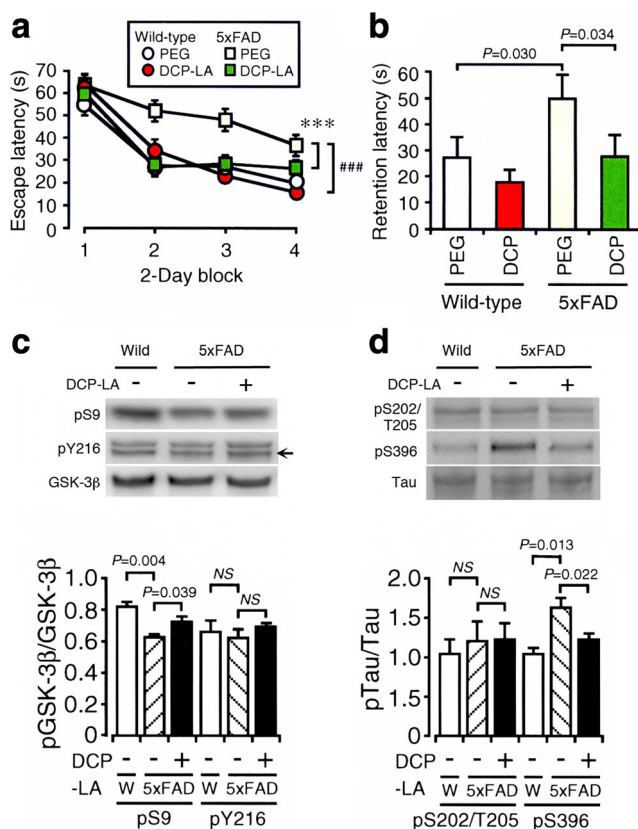 a
Wild-type 5xFAD
PEG PEG
DCP-LA DCP-LA
Escape latency (s)
70
60
50
40
30
20
10
0
***
###
1 2 3 4
2-Day block
b
P=0.030
P=0.034
Retention latency (s)
60
50
40
30
20
10
0
PEG DCP PEG DCP
Wild-type 5xFAD
c
Wild 5xFAD
DCP-LA - - +
pS9
pY216
GSK-3β
P=0.004
P=0.039
NS
NS
pGSK-3β/GSK-3β
1.0
0.8
0.6
0.4
0.2
0
DCP - - + - - +
-LA W 5xFAD W 5xFAD
pS9 pY216
d
Wild 5xFAD
DCP-LA - - +
pS202/
T205
pS396
Tau
NS
NS
P=0.013
P=0.022
pTau/Tau
2.0
1.5
1.0
1.5
0
DCP - - + - - +
-LA W 5xFAD W 5xFAD
pS202/T205 pS396